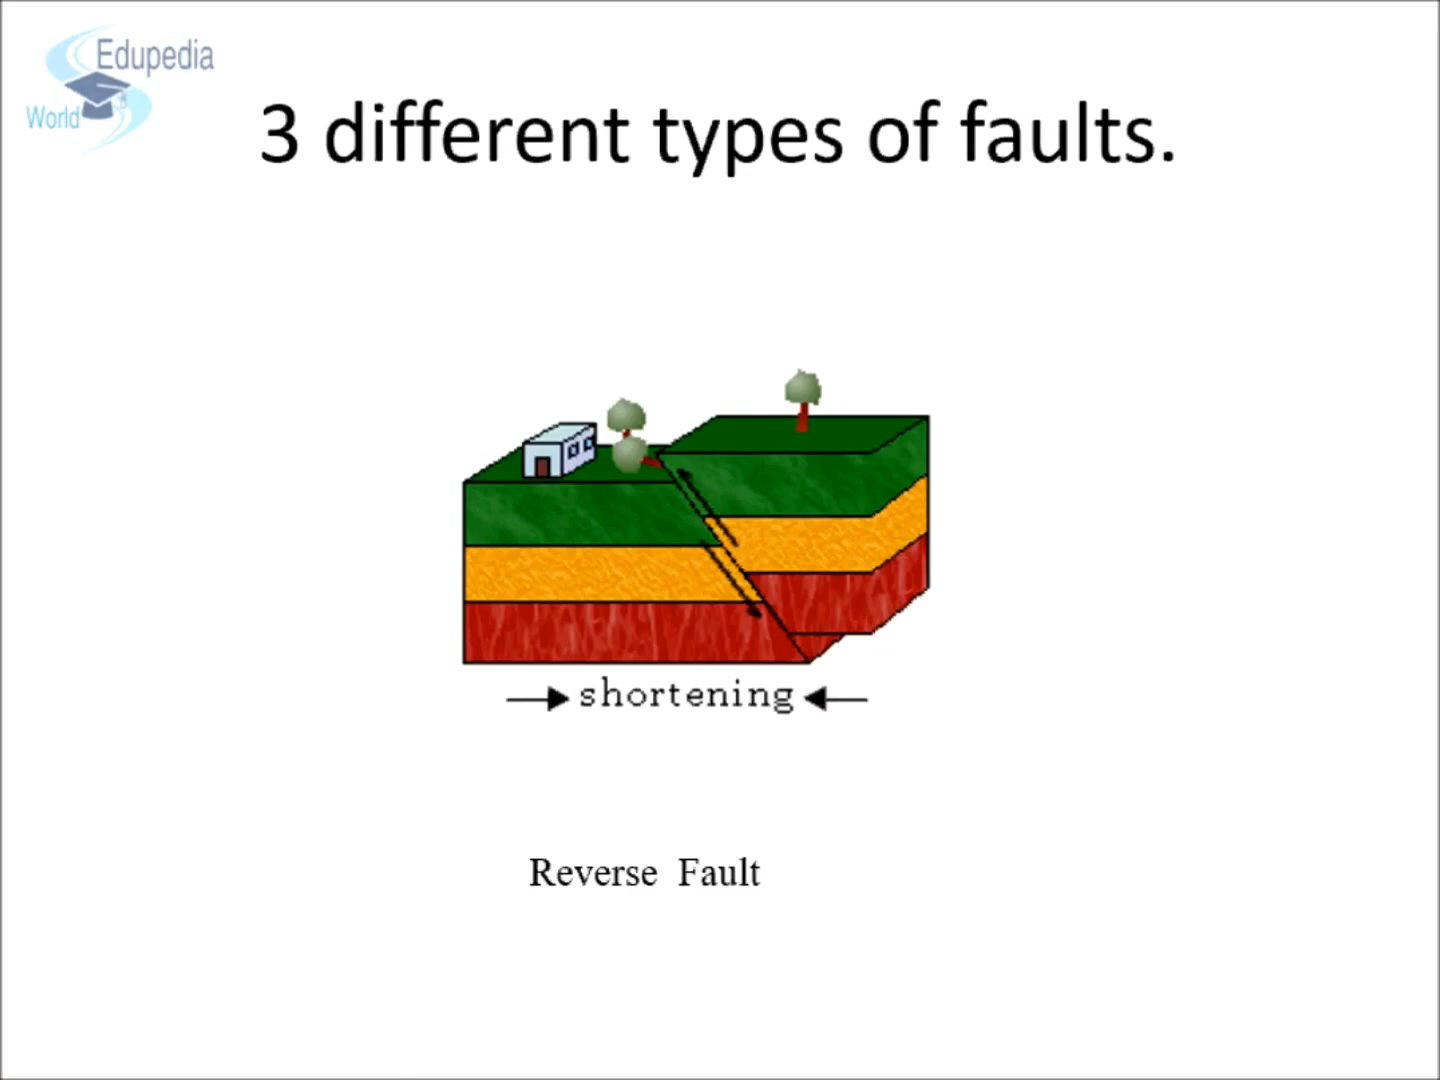 Edupedia
World
3 different types of faults.
shortening
Reverse Fault